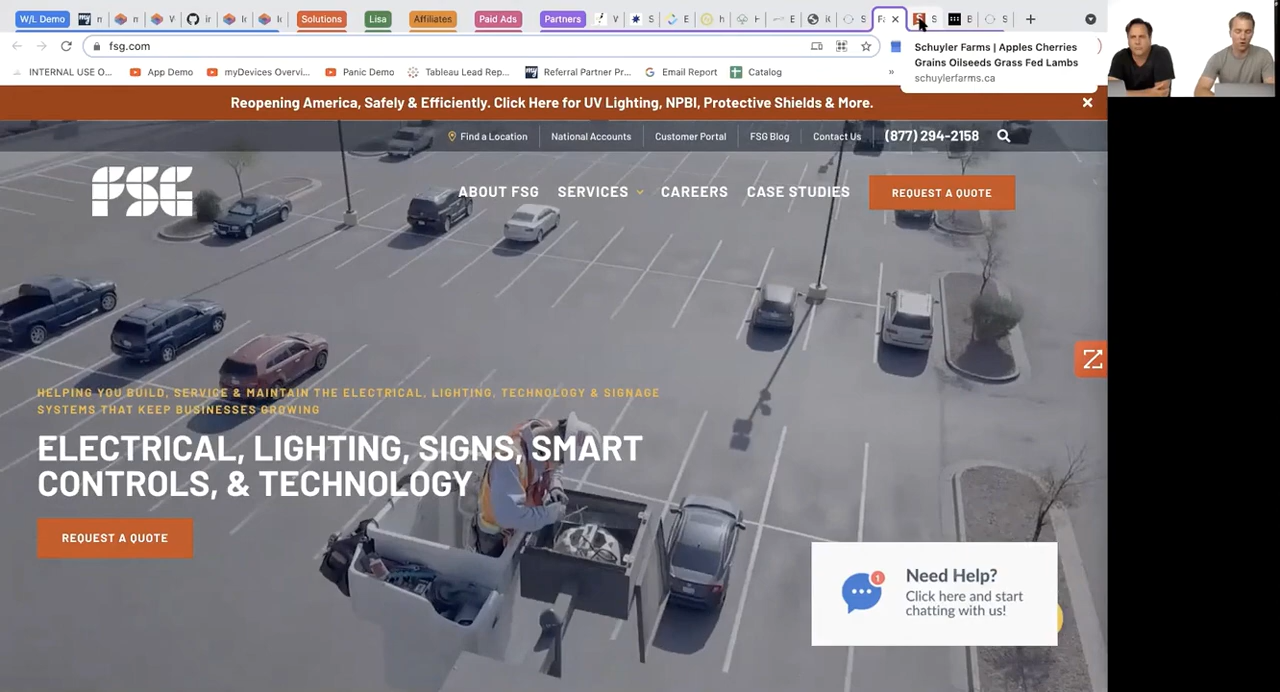 W/L Demo
Solutions
Lisa
Affiliates
Paid Ads
Partners
fsg.com
Schuyler Farms | Apples Cherries
Grains Oilseeds Grass Fed Lambs
schuylerfarms.ca
INTERNAL USE O...
App Demo
myDevices Overvi...
Panic Demo
Tableau Lead Rep...
Referral Partner Pr...
Email Report
Catalog
»
Reopening America, Safely & Efficiently. Click Here for UV Lighting, NPBI, Protective Shields & More.
Find a Location
National Accounts
Customer Portal
FSG Blog
Contact Us
(877) 294-2158
FSG
ABOUT FSG
SERVICES
CAREERS
CASE STUDIES
REQUEST A QUOTE
HELPING YOU BUILD, SERVICE & MAINTAIN THE ELECTRICAL, LIGHTING, TECHNOLOGY & SIGNAGE
SYSTEMS THAT KEEP BUSINESSES GROWING
ELECTRICAL, LIGHTING, SIGNS, SMART
CONTROLS, & TECHNOLOGY
REQUEST A QUOTE
1
Need Help?
Click here and start
chatting with us!